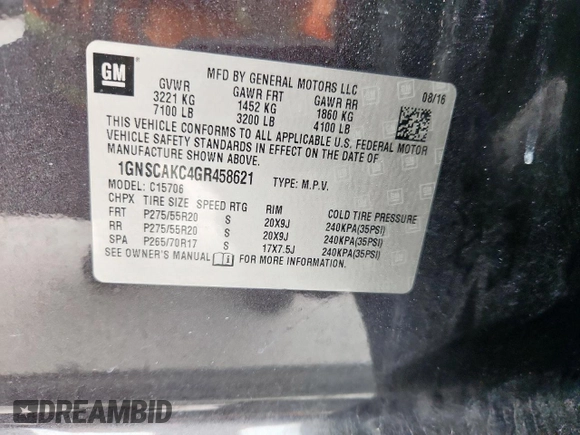 GM
MFD BY GENERAL MOTORS LLC
08/16
GVWR GAWR FRT GAWR RR
3221 KG 1452 KG 1860 KG
7100 LB 3200 LB 4100 LB
THIS VEHICLE CONFORMS TO ALL APPLICABLE U.S. FEDERAL MOTOR
VEHICLE SAFETY STANDARDS IN EFFECT ON THE DATE OF
MANUFACTURE SHOWN ABOVE.
1GNSCAKC4GR458621 TYPE: M.P.V.
MODEL: C15706
CHPX TIRE SIZE SPEED RTG RIM COLD TIRE PRESSURE
FRT P275/55R20 S 20X9J 240KPA(35PSI)
RR P275/55R20 S 20X9J 240KPA(35PSI)
SPA P265/70R17 S 17X7.5J 240KPA(35PSI)
SEE OWNER'S MANUAL i FOR MORE INFORMATION.
DREAMBID